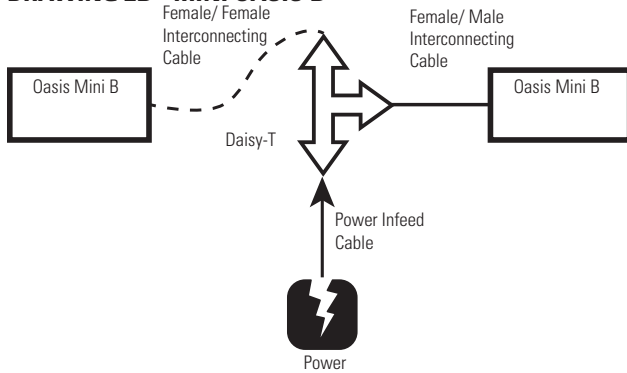 Female/ Female
Interconnecting
Cable
Female/ Male
Interconnecting
Cable
Oasis Mini B
Oasis Mini B
Daisy-T
Power Infeed
Cable
Power